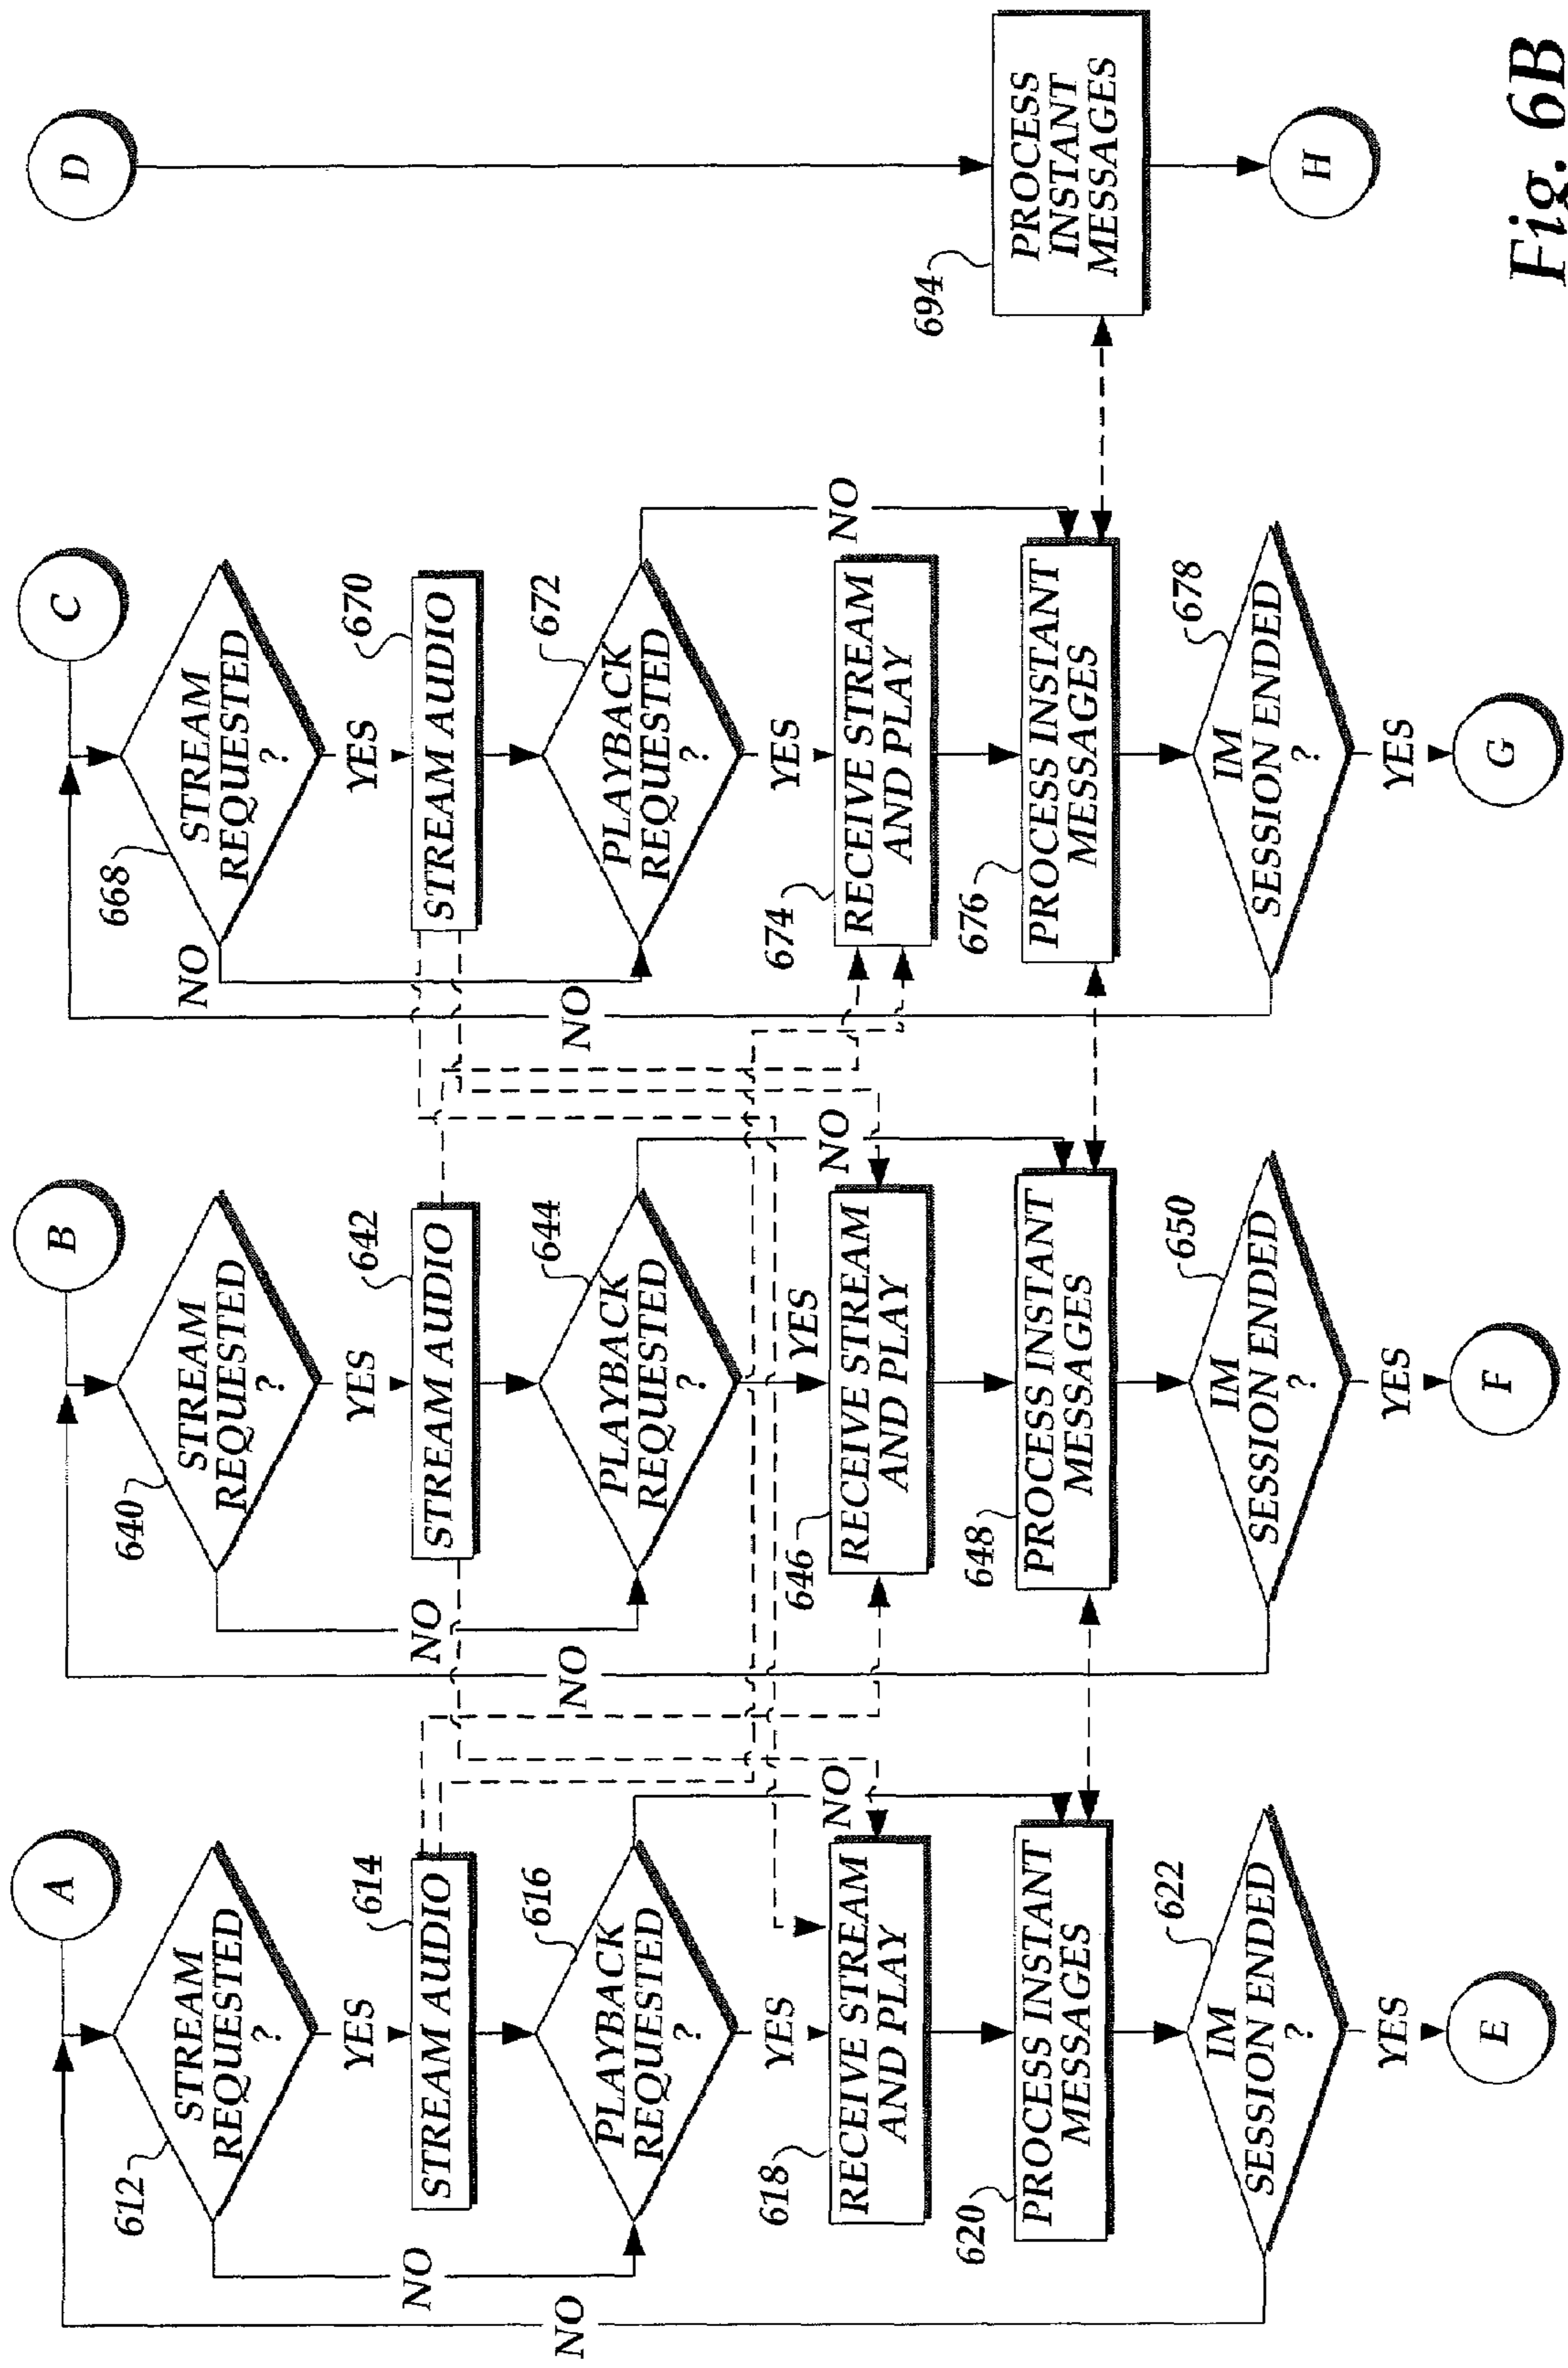 A
612
STREAM
REQUESTED
?
NO
YES
614
STREAM AUDIO
616
PLAYBACK
REQUESTED
?
NO
YES
618
RECEIVE STREAM
AND PLAY
620
PROCESS INSTANT
MESSAGES
622
IM
SESSION ENDED
?
NO
YES
E
B
640
STREAM
REQUESTED
?
NO
YES
642
STREAM AUDIO
644
PLAYBACK
REQUESTED
?
NO
YES
646
RECEIVE STREAM
AND PLAY
648
PROCESS INSTANT
MESSAGES
650
IM
SESSION ENDED
?
NO
YES
F
C
668
STREAM
REQUESTED
?
NO
YES
670
STREAM AUDIO
672
PLAYBACK
REQUESTED
?
NO
YES
674
RECEIVE STREAM
AND PLAY
676
PROCESS INSTANT
MESSAGES
678
IM
SESSION ENDED
?
NO
YES
G
D
694
PROCESS
INSTANT
MESSAGES
H
Fig. 6B